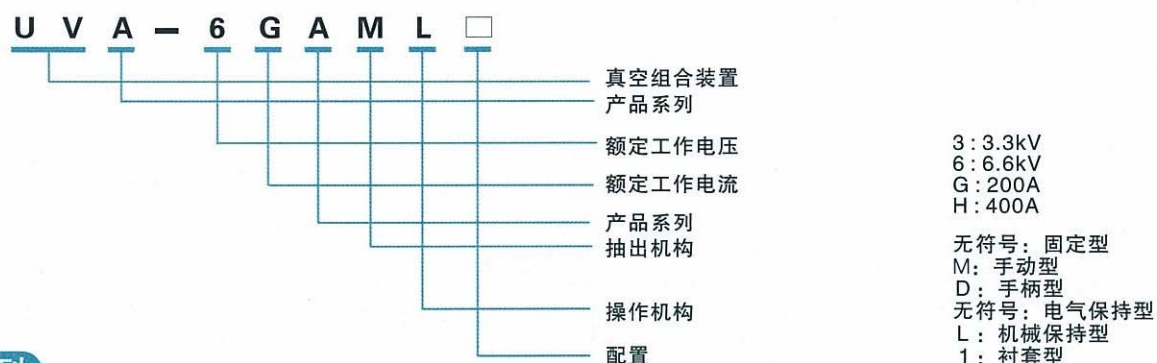 U V A － 6 G A M L □
真空组合装置
产品系列
额定工作电压
额定工作电流
产品系列
抽出机构
操作机构
配置
3：3.3kV
6：6.6kV
G：200A
H：400A
无符号：固定型
M：手动型
D：手柄型
无符号：电气保持型
L：机械保持型
1：衬套型